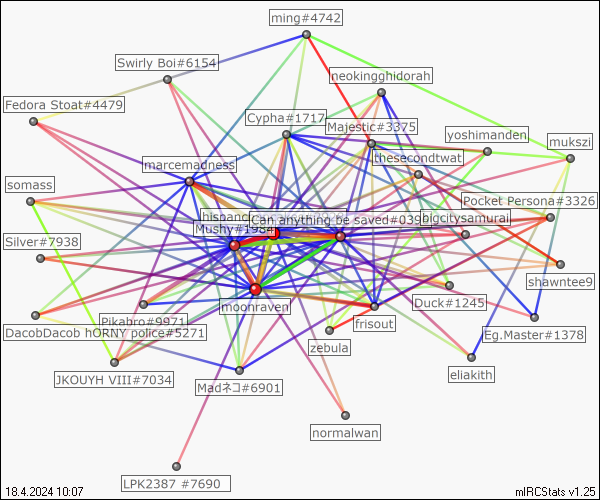 ming#4742
Swirly Boi#6154
neokingghidorah
Fedora Stoat#4479
Cypha#1717
Majestic#3375
yoshimanden
mukszi
thesecondtwat
marcemadness
somass
Pocket Persona#3326
Can anything be saved#039
bigcitysamurai
Mushy#1984
Silver#7938
shawntee9
Duck#1245
moonraven
Pikabro#9971
frisout
DacobDacob hORNY police#5271
Eg.Master#1378
zebula
eliakith
JKOUYH VIII#7034
Madネコ#6901
normalwan
LPK2387 #7690
18.4.2024 10:07
mIRCStats v1.25